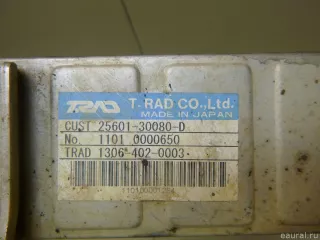 TRAD T. RAD CO., Ltd.
MADE IN JAPAN
CUST 25601-30080-D
No. 1101 0000650
TRAD 1306-402-0003
eaural.ru